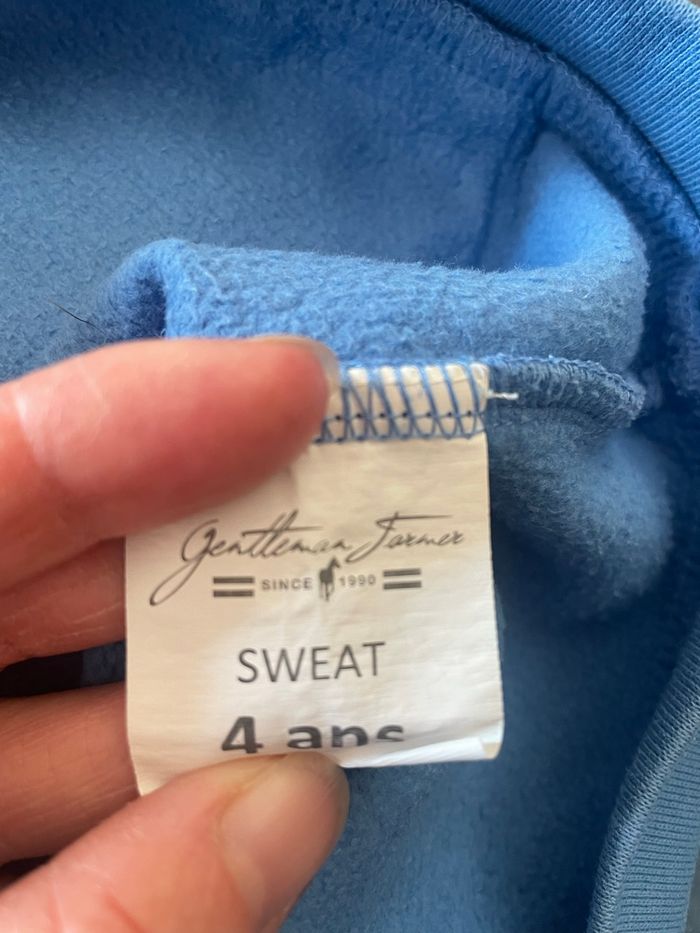 Gentleman Farmer
SINCE 1990
SWEAT
4 ans